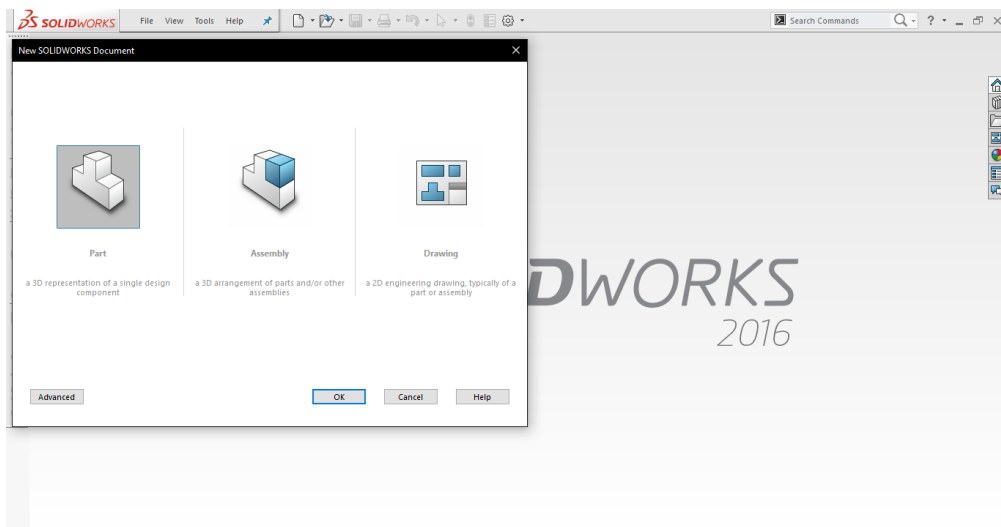 SOLIDWORKS File View Tools Help Search Commands ?
New SOLIDWORKS Document
Part
a 3D representation of a single design
component
Assembly
a 3D arrangement of parts and/or other
assemblies
Drawing
a 2D engineering drawing, typically of a
part or assembly
Advanced OK Cancel Help
DWORKS
2016